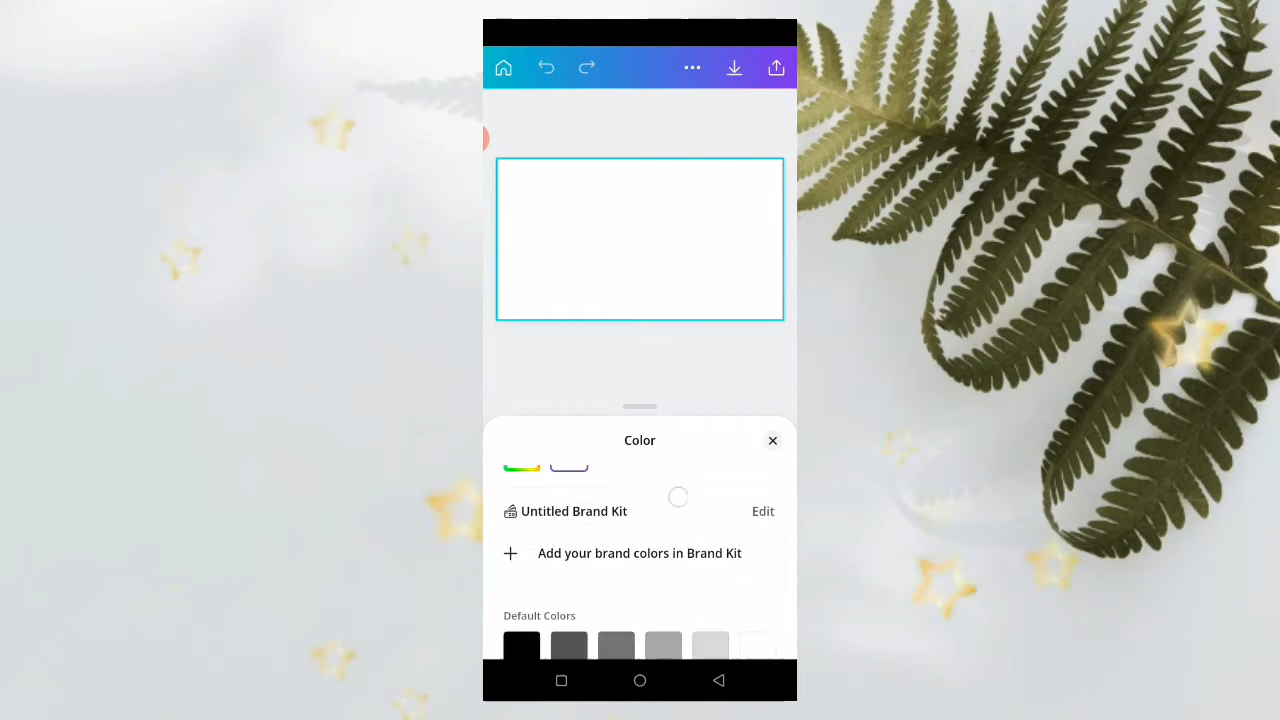 Color
Untitled Brand Kit
Edit
Add your brand colors in Brand Kit
Default Colors